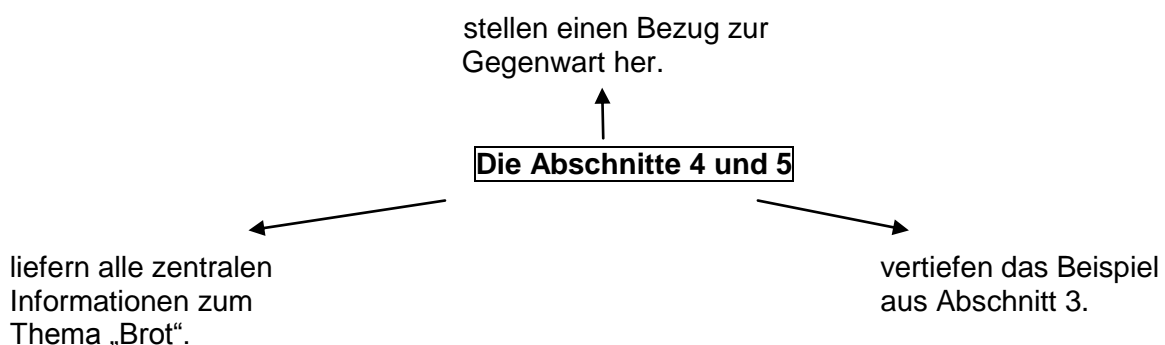 stellen einen Bezug zur
Gegenwart her.
Die Abschnitte 4 und 5
liefern alle zentralen
Informationen zum
Thema „Brot“.
vertiefen das Beispiel
aus Abschnitt 3.